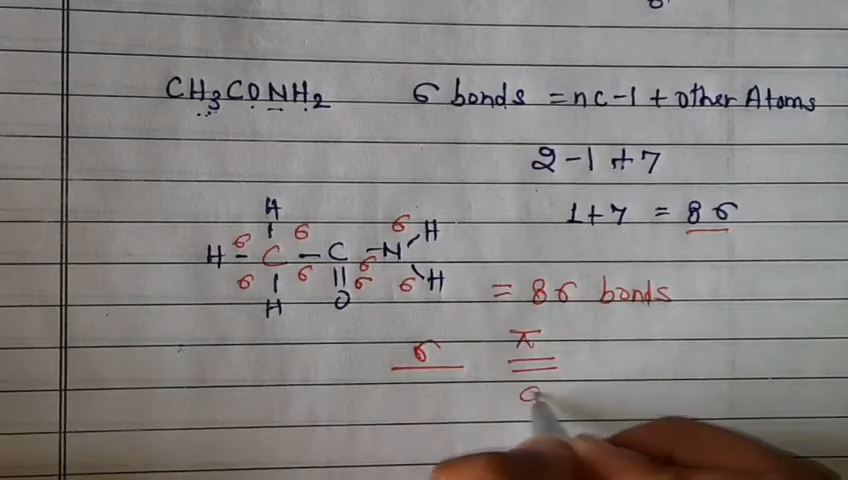 CH3CONH2 σ bonds = nc-1 + other Atoms
2-1+7
1+7 = 8σ
H
σ σ σ H
H - C - C - N
σ σ σ σ σ H
H O
= 8σ bonds
σ π
σ